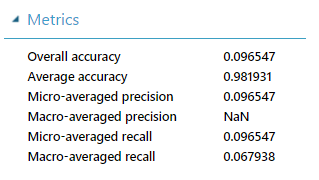 Metrics
Overall accuracy 0.096547
Average accuracy 0.981931
Micro-averaged precision 0.096547
Macro-averaged precision NaN
Micro-averaged recall 0.096547
Macro-averaged recall 0.067938